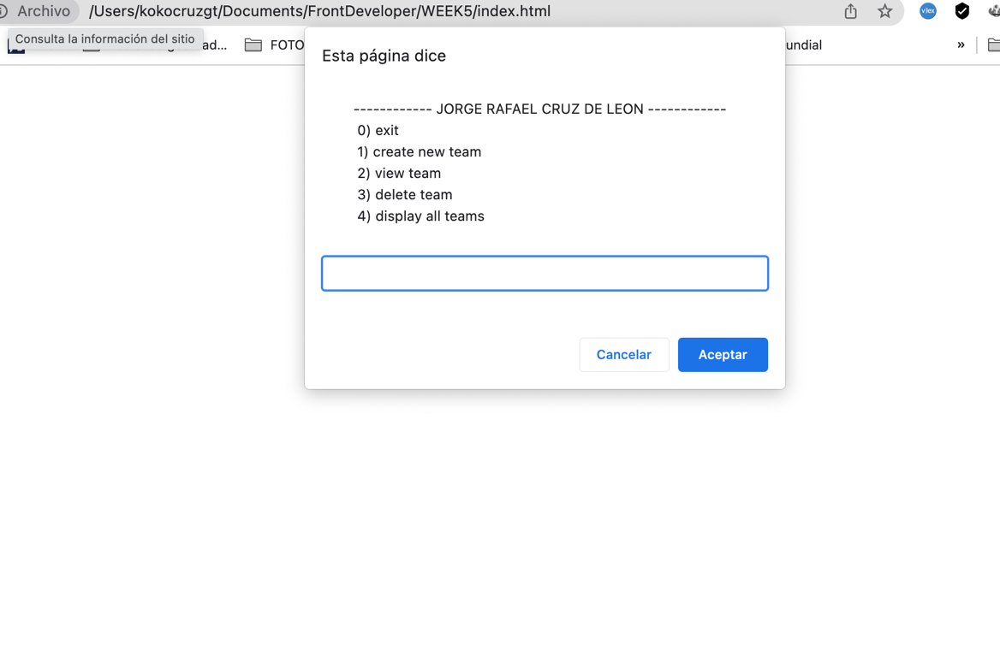 Archivo /Users/kokocruzgt/Documents/FrontDeveloper/WEEK5/index.html vlex
Consulta la información del sitio ad... FOTO undial »
Esta página dice
------------ JORGE RAFAEL CRUZ DE LEON ------------
0) exit
1) create new team
2) view team
3) delete team
4) display all teams
Cancelar Aceptar